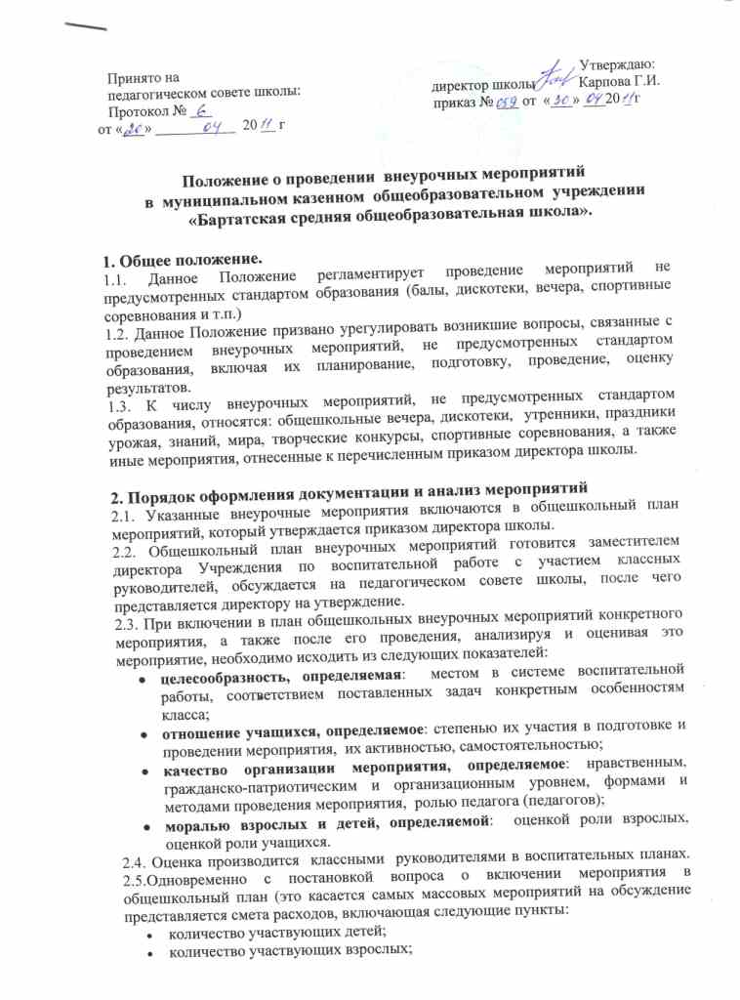 Принято на
педагогическом совете школы:
Протокол № 6
от «20» 04 2011 г
Утверждаю:
директор школы Карпова Г.И.
приказ № 059 от «30» 04 2011г
Положение о проведении внеурочных мероприятий
в муниципальном казенном общеобразовательном учреждении
«Бартатская средняя общеобразовательная школа».
1. Общее положение.
1.1. Данное Положение регламентирует проведение мероприятий не
предусмотренных стандартом образования (балы, дискотеки, вечера, спортивные
соревнования и т.п.)
1.2. Данное Положение призвано урегулировать возникшие вопросы, связанные с
проведением внеурочных мероприятий, не предусмотренных стандартом
образования, включая их планирование, подготовку, проведение, оценку
результатов.
1.3. К числу внеурочных мероприятий, не предусмотренных стандартом
образования, относятся: общешкольные вечера, дискотеки, утренники, праздники
урожая, знаний, мира, творческие конкурсы, спортивные соревнования, а также
иные мероприятия, отнесенные к перечисленным приказом директора школы.
2. Порядок оформления документации и анализ мероприятий
2.1. Указанные внеурочные мероприятия включаются в общешкольный план
мероприятий, который утверждается приказом директора школы.
2.2. Общешкольный план внеурочных мероприятий готовится заместителем
директора Учреждения по воспитательной работе с участием классных
руководителей, обсуждается на педагогическом совете школы, после чего
представляется директору на утверждение.
2.3. При включении в план общешкольных внеурочных мероприятий конкретного
мероприятия, а также после его проведения, анализируя и оценивая это
мероприятие, необходимо исходить из следующих показателей:
• целесообразность, определяемая: местом в системе воспитательной
работы, соответствием поставленных задач конкретным особенностям
класса;
• отношение учащихся, определяемое: степенью их участия в подготовке и
проведении мероприятия, их активностью, самостоятельностью;
• качество организации мероприятия, определяемое: нравственным,
гражданско-патриотическим и организационным уровнем, формами и
методами проведения мероприятия, ролью педагога (педагогов);
• моралью взрослых и детей, определяемой: оценкой роли взрослых,
оценкой роли учащихся.
2.4. Оценка производится классными руководителями в воспитательных планах.
2.5.Одновременно с постановкой вопроса о включении мероприятия в
общешкольный план (это касается самых массовых мероприятий на обсуждение
представляется смета расходов, включающая следующие пункты:
• количество участвующих детей;
• количество участвующих взрослых;